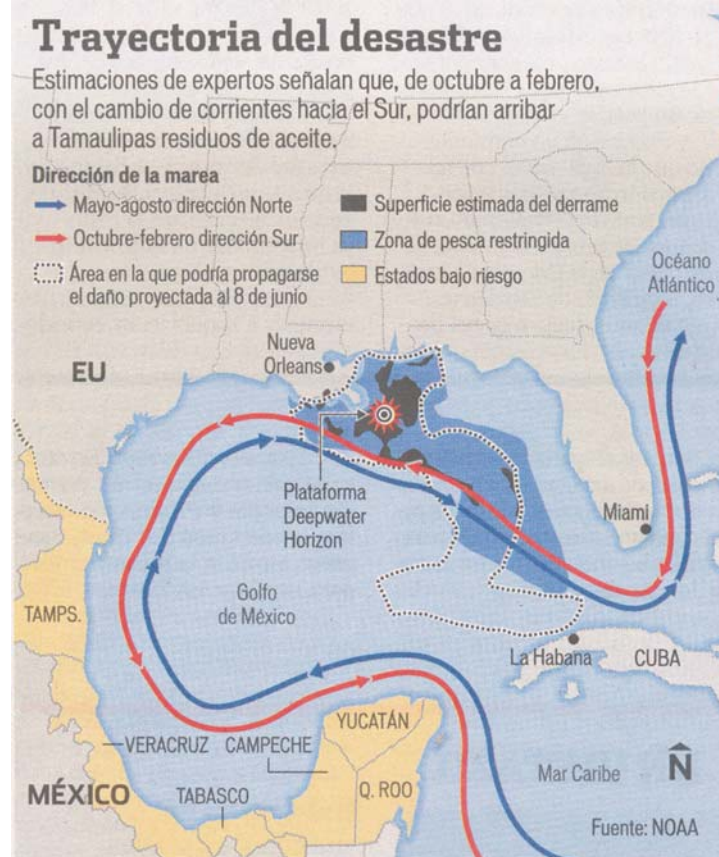 Trayectoria del desastre
Estimaciones de expertos señalan que, de octubre a febrero,
con el cambio de corrientes hacia el Sur, podrían arribar
a Tamaulipas residuos de aceite.
Dirección de la marea
Mayo-agosto dirección Norte
Octubre-febrero dirección Sur
Área en la que podría propagarse
el daño proyectada al 8 de junio
Superficie estimada del derrame
Zona de pesca restringida
Estados bajo riesgo
Océano
Atlántico
Nueva
Orleans
EU
Plataforma
Deepwater
Horizon
Miami
Golfo
de México
TAMPS.
La Habana
CUBA
VERACRUZ
CAMPECHE
YUCATÁN
MÉXICO
TABASCO
Q. ROO
Mar Caribe
N
Fuente: NOAA